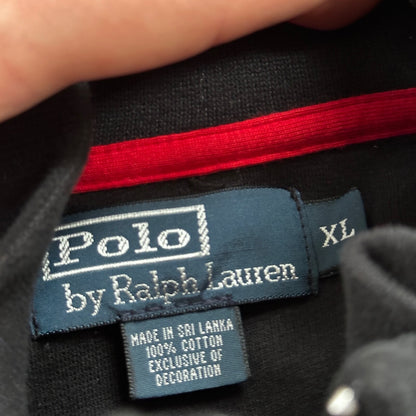 Polo
by Ralph Lauren
XL
MADE IN SRI LANKA
100% COTTON
EXCLUSIVE OF
DECORATION